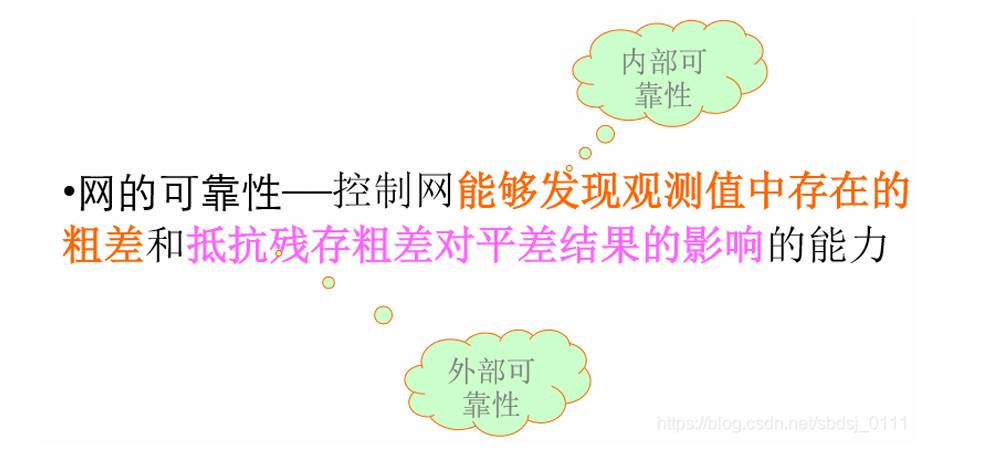 内部可
靠性
•网的可靠性──控制网能够发现观测值中存在的
粗差和抵抗残存粗差对平差结果的影响的能力
外部可
靠性
https://blog.csdn.net/sbdsj_0111